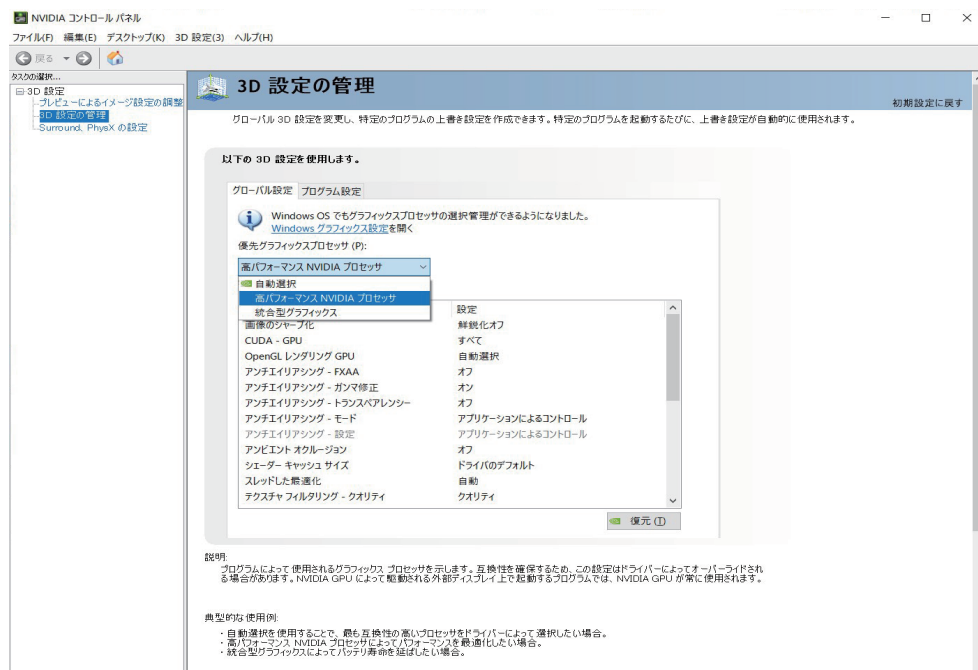 NVIDIA コントロール パネル
ファイル(F) 編集(E) デスクトップ(K) 3D 設定(3) ヘルプ(H)
戻る
タスクの選択...
3D 設定
プレビューによるイメージ設定の調整
3D 設定の管理
Surround, PhysX の設定
3D 設定の管理
初期設定に戻す
グローバル 3D 設定を変更し、特定のプログラムの上書き設定を作成できます。特定のプログラムを起動するたびに、上書き設定が自動的に使用されます。
以下の 3D 設定を使用します。
グローバル設定 プログラム設定
Windows OS でもグラフィックスプロセッサの選択管理ができるようになりました。
Windows グラフィックス設定を開く
優先グラフィックスプロセッサ (P):
高パフォーマンス NVIDIA プロセッサ
自動選択
高パフォーマンス NVIDIA プロセッサ
統合型グラフィックス
設定
画像のシャープ化 鮮鋭化オフ
CUDA - GPU すべて
OpenGL レンダリング GPU 自動選択
アンチエイリアシング - FXAA オフ
アンチエイリアシング - ガンマ修正 オン
アンチエイリアシング - トランスペアレンシー オフ
アンチエイリアシング - モード アプリケーションによるコントロール
アンチエイリアシング - 設定 アプリケーションによるコントロール
アンビエント オクルージョン オフ
シェーダー キャッシュ サイズ ドライバのデフォルト
スレッドした最適化 自動
テクスチャ フィルタリング - クオリティ クオリティ
復元 (T)
説明:
プログラムによって使用されるグラフィックス プロセッサを示します。互換性を確保するため、この設定はドライバーによってオーバーライドされ
る場合があります。NVIDIA GPU によって駆動される外部ディスプレイ上で起動するプログラムでは、NVIDIA GPU が常に使用されます。
典型的な使用例:
・自動選択を使用することで、最も互換性の高いプロセッサをドライバーによって選択したい場合。
・高パフォーマンス NVIDIA プロセッサによってパフォーマンスを最適化したい場合。
・統合型グラフィックスによってバッテリ寿命を延ばしたい場合。